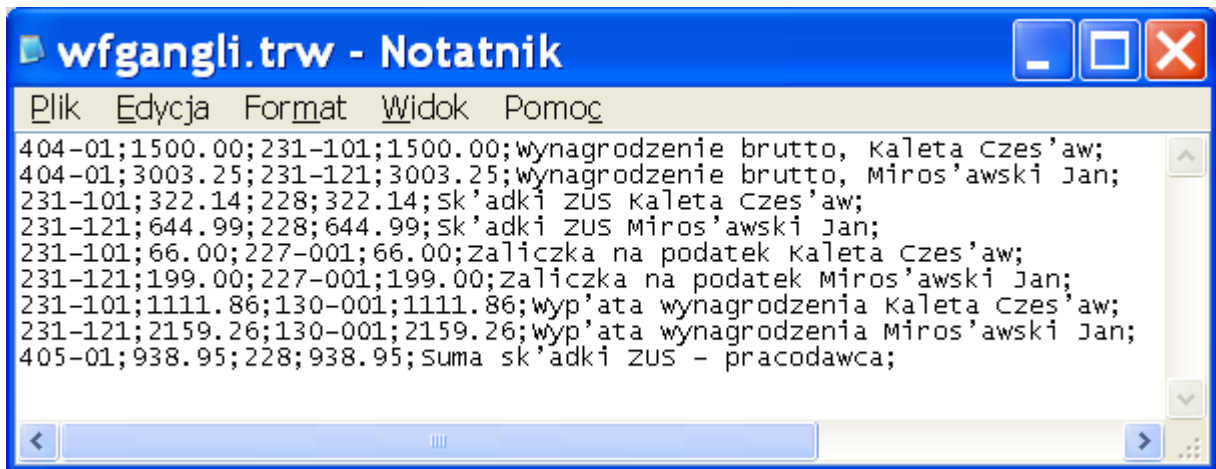 wfgangli.trw - Notatnik
Plik Edycja Format Widok Pomoc
404-01;1500.00;231-101;1500.00;Wynagrodzenie brutto, Kaleta Czes'aw;
404-01;3003.25;231-121;3003.25;Wynagrodzenie brutto, Miros'awski Jan;
231-101;322.14;228;322.14;Sk'adki ZUS Kaleta Czes'aw;
231-121;644.99;228;644.99;Sk'adki ZUS Miros'awski Jan;
231-101;66.00;227-001;66.00;Zaliczka na podatek Kaleta Czes'aw;
231-121;199.00;227-001;199.00;Zaliczka na podatek Miros'awski Jan;
231-101;1111.86;130-001;1111.86;Wyp'ata wynagrodzenia Kaleta Czes'aw;
231-121;2159.26;130-001;2159.26;Wyp'ata wynagrodzenia Miros'awski Jan;
405-01;938.95;228;938.95;Suma sk'adki ZUS - pracodawca;